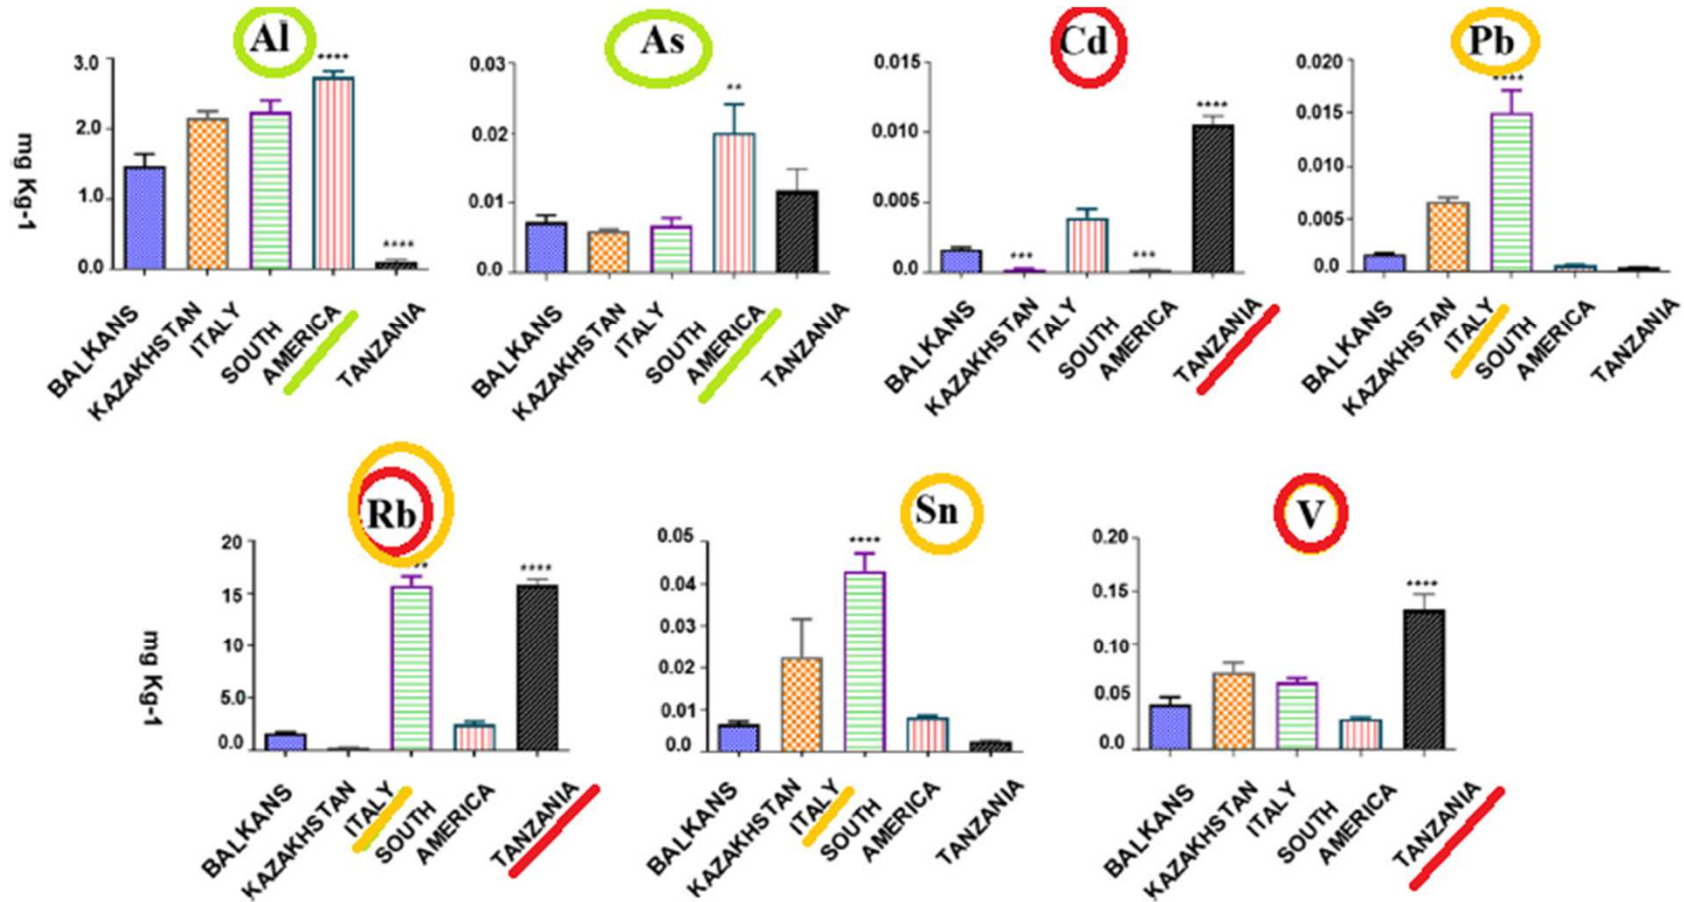 Al
As
Cd
Pb
****
**
****
****
mg Kg-1
3.0
2.0
1.0
0.0
****
0.03
0.02
0.01
0.0
0.015
0.010
0.005
0.0
***
***
0.020
0.015
0.010
0.005
0.0
BALKANS
KAZAKHSTAN
ITALY
SOUTH
AMERICA
TANZANIA
BALKANS
KAZAKHSTAN
ITALY
SOUTH
AMERICA
TANZANIA
BALKANS
KAZAKHSTAN
ITALY
SOUTH
AMERICA
TANZANIA
BALKANS
KAZAKHSTAN
ITALY
SOUTH
AMERICA
TANZANIA
Rb
Sn
V
mg Kg-1
20
15
10
5.0
0.0
****
0.05
0.04
0.03
0.02
0.01
0.0
****
0.20
0.15
0.10
0.05
0.0
****
BALKANS
KAZAKHSTAN
ITALY
SOUTH
AMERICA
TANZANIA
BALKANS
KAZAKHSTAN
ITALY
SOUTH
AMERICA
TANZANIA
BALKANS
KAZAKHSTAN
ITALY
SOUTH
AMERICA
TANZANIA